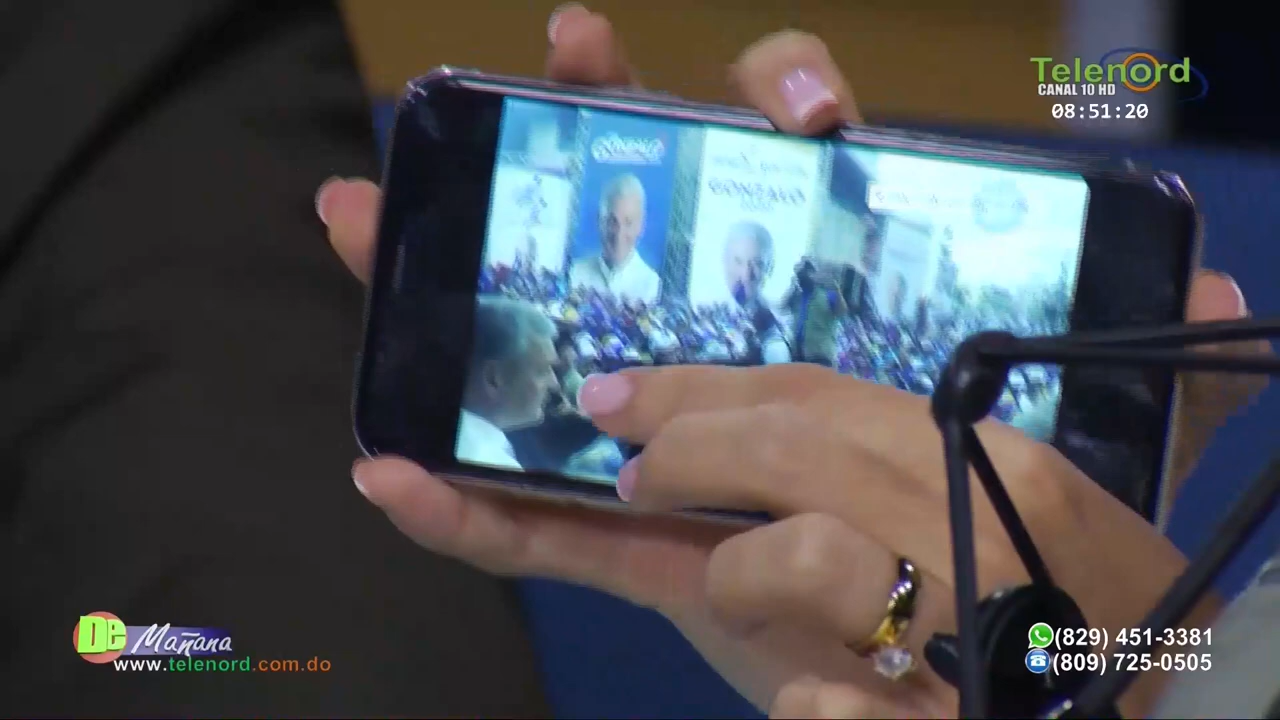 Telenord
CANAL 10 HD
08:51:20
GONZALO
De Mañana
www.telenord.com.do
(829) 451-3381
(809) 725-0505